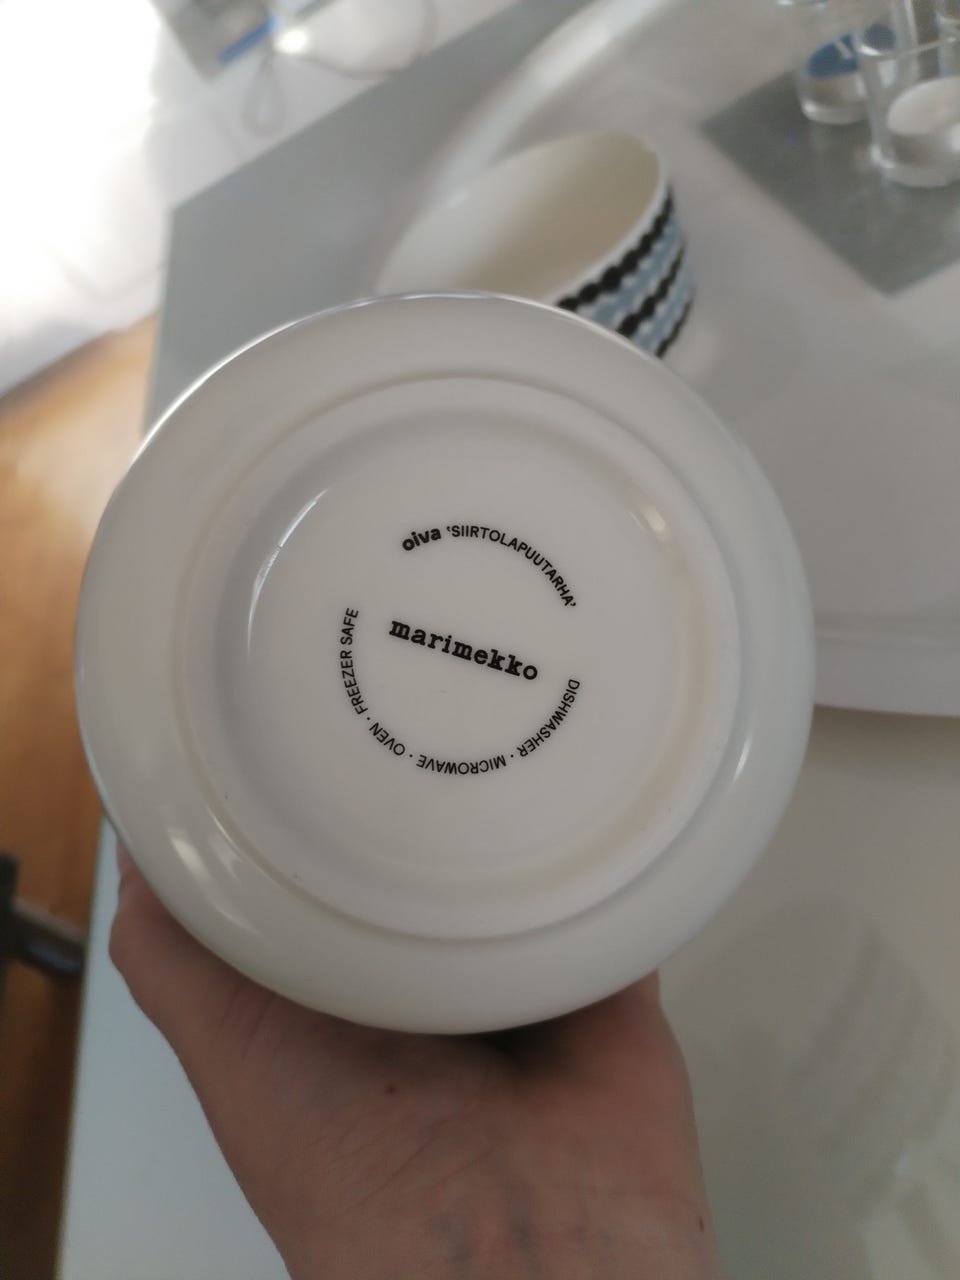 oiva 'SIIRTOLAPUUTARHA'
marimekko
DISHWASHER · MICROWAVE · OVEN · FREEZER SAFE